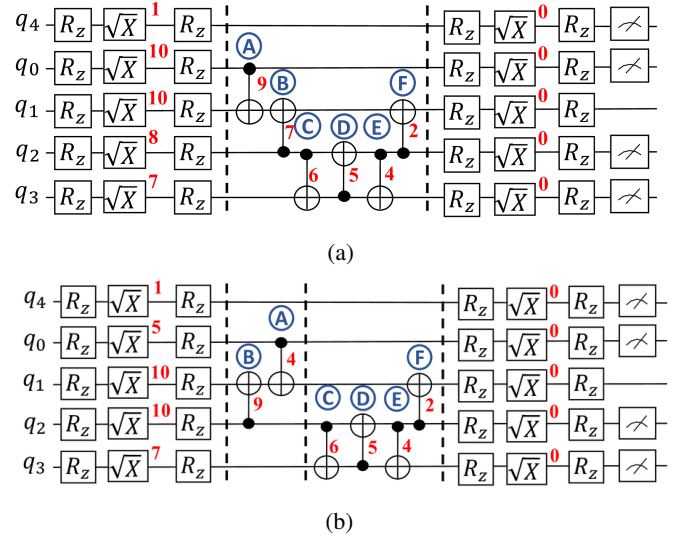 1 0
q4 Rz √X Rz Rz √X Rz
A
10 0
q0 Rz √X Rz Rz √X Rz
9 B F
10 0
q1 Rz √X Rz Rz √X Rz
8 7 C D E 2 0
q2 Rz √X Rz Rz √X Rz
7 6 5 4 0
q3 Rz √X Rz Rz √X Rz
(a)
1 0
q4 Rz √X Rz Rz √X Rz
A
5 0
q0 Rz √X Rz Rz √X Rz
B 4 F
10 0
q1 Rz √X Rz Rz √X Rz
10 9 C D E 2 0
q2 Rz √X Rz Rz √X Rz
7 6 5 4 0
q3 Rz √X Rz Rz √X Rz
(b)